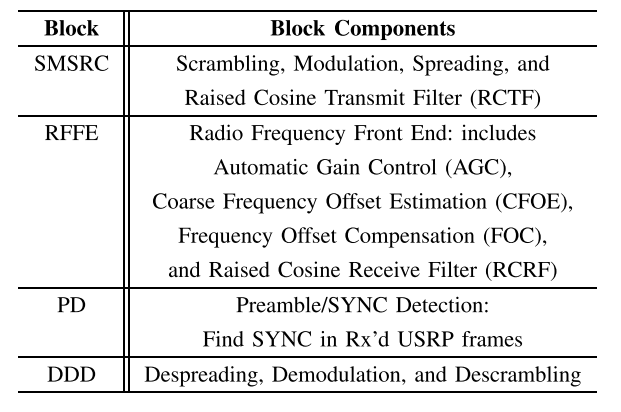 Block Block Components
SMSRC Scrambling, Modulation, Spreading, and
Raised Cosine Transmit Filter (RCTF)
RFFE Radio Frequency Front End: includes
Automatic Gain Control (AGC),
Coarse Frequency Offset Estimation (CFOE),
Frequency Offset Compensation (FOC),
and Raised Cosine Receive Filter (RCRF)
PD Preamble/SYNC Detection:
Find SYNC in Rx'd USRP frames
DDD Despreading, Demodulation, and Descrambling